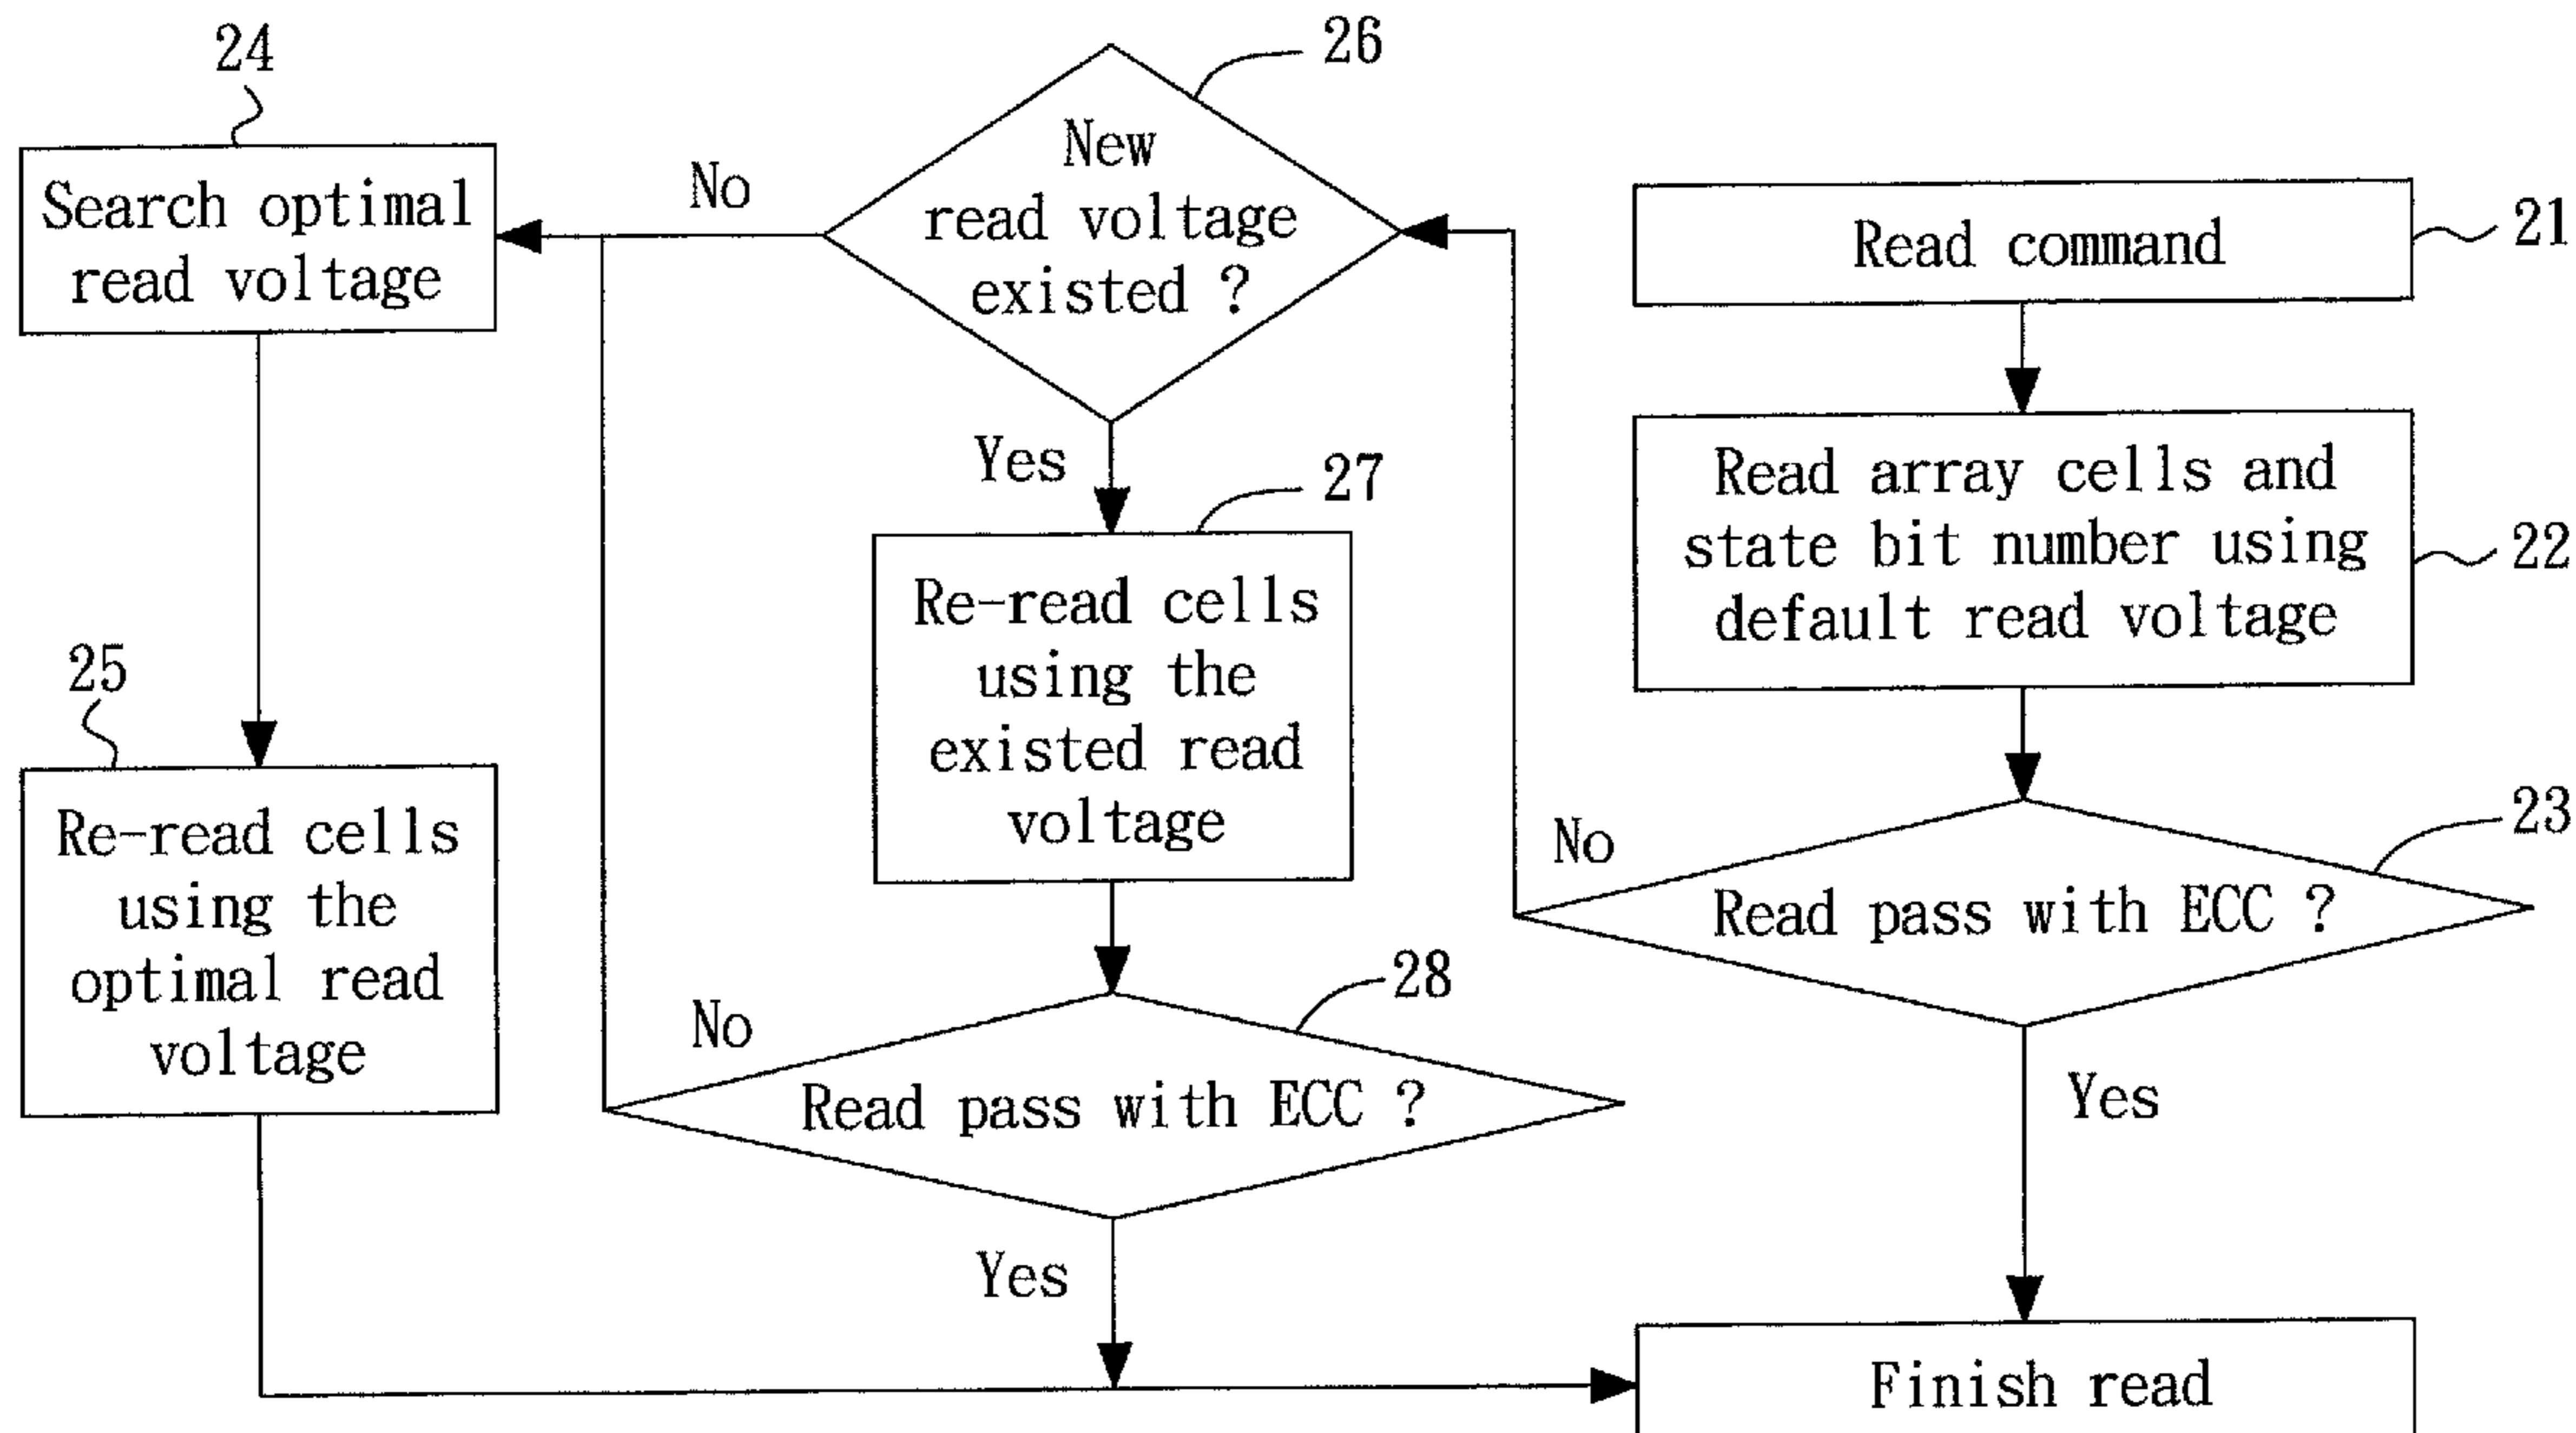 24
Search optimal
read voltage
25
Re-read cells
using the
optimal read
voltage
No
26
New
read voltage
existed ?
Yes
27
Re-read cells
using the
existed read
voltage
No
28
Read pass with ECC ?
Yes
21
Read command
22
Read array cells and
state bit number using
default read voltage
No
23
Read pass with ECC ?
Yes
Finish read